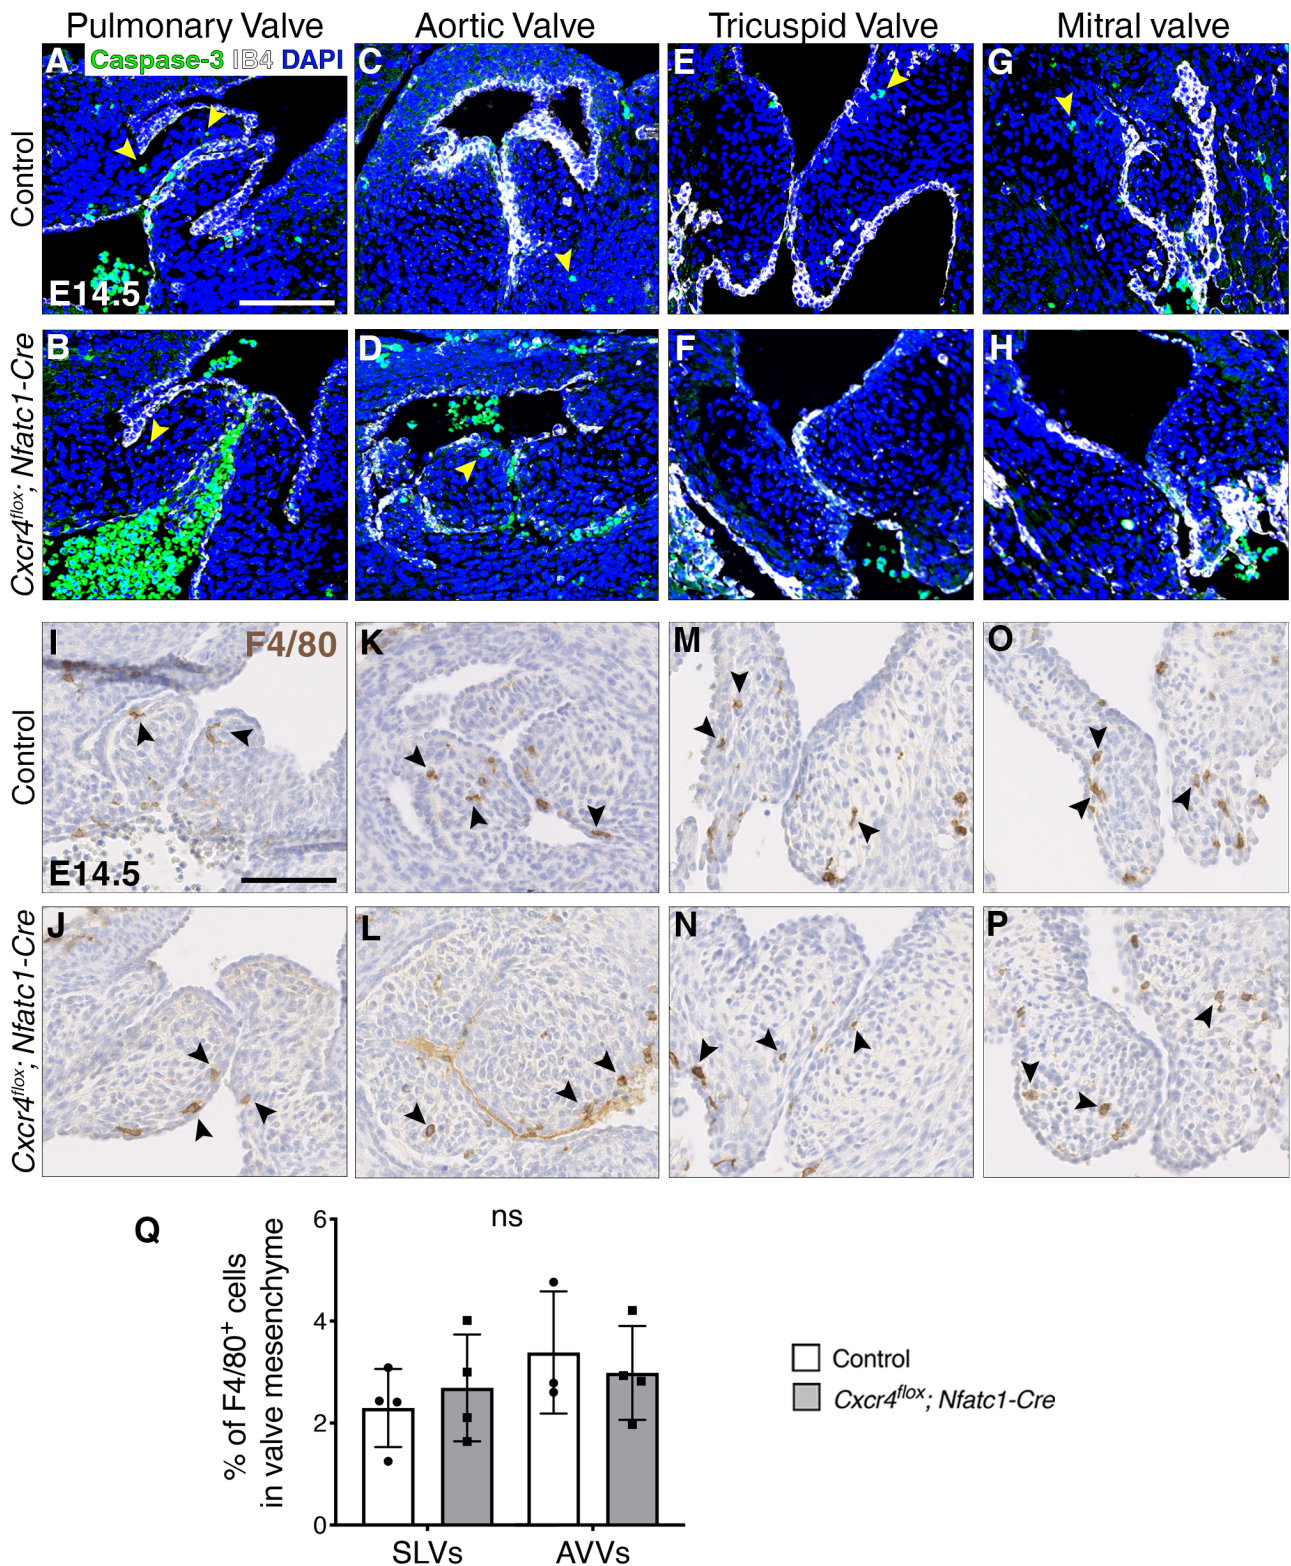 Pulmonary Valve Aortic Valve Tricuspid Valve Mitral valve
A Caspase-3 IB4 DAPI C E G
Control
E14.5
B D F H
Cxcr4flox; Nfatc1-Cre
I F4/80 K M O
Control
E14.5
J L N P
Cxcr4flox; Nfatc1-Cre
Q
ns
% of F4/80+ cells
in valve mesenchyme
6
4
2
0
SLVs AVVs
Control
Cxcr4flox; Nfatc1-Cre